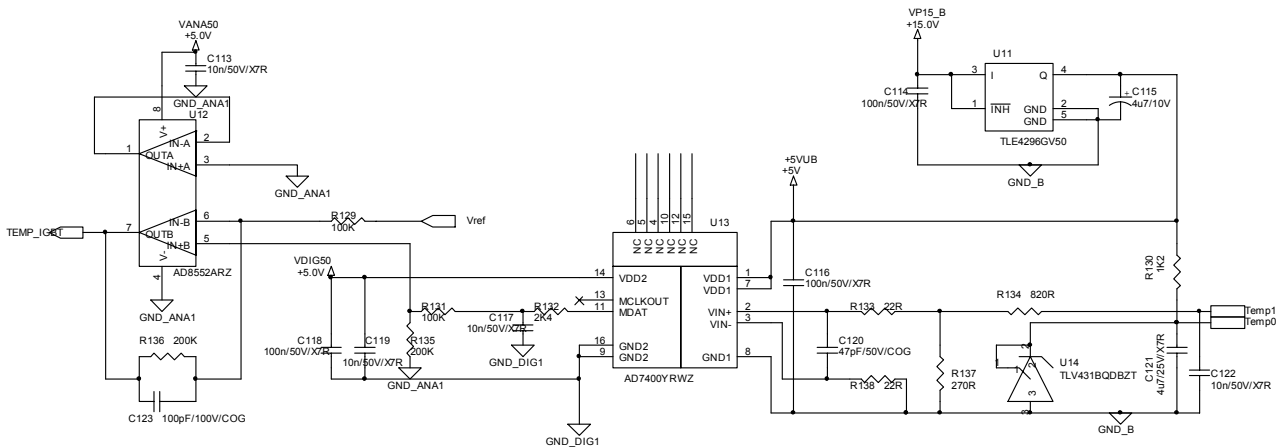 VANA50
+5.0V
C113
10n/50V/X7R
GND_ANA1
U12
8
V+
IN-A
2
1
OUTA
IN+A
3
GND_ANA1
IN-B
6
7
OUTB
IN+B
5
V-
4
AD8552ARZ
GND_ANA1
TEMP_IGBT
R129
100K
Vref
R136
200K
C123
100pF/100V/COG
VDIG50
+5.0V
C118
100n/50V/X7R
C119
10n/50V/X7R
R131
100K
R135
200K
GND_ANA1
C117
10n/50V/X7R
GND_DIG1
R132
2K4
GND_DIG1
6
5
4
10
12
15
NC
NC
NC
NC
NC
NC
U13
14
VDD2
13
MCLKOUT
11
MDAT
16
GND2
9
GND2
VDD1
1
VDD1
7
VIN+
2
VIN-
3
GND1
8
AD7400YRWZ
VP15_B
+15.0V
C114
100n/50V/X7R
U11
3
I
Q
4
1
INH
GND
2
GND
5
TLE4296GV50
C115
+
4u7/10V
GND_B
+5VUB
+5V
C116
100n/50V/X7R
R133
22R
C120
47pF/50V/COG
R138
22R
R134
820R
R137
270R
R130
1K2
Temp1
Temp0
2
2
1
1
3
3
U14
TLV431BQDBZT
C121
4u7/25V/X7R
C122
10n/50V/X7R
GND_B